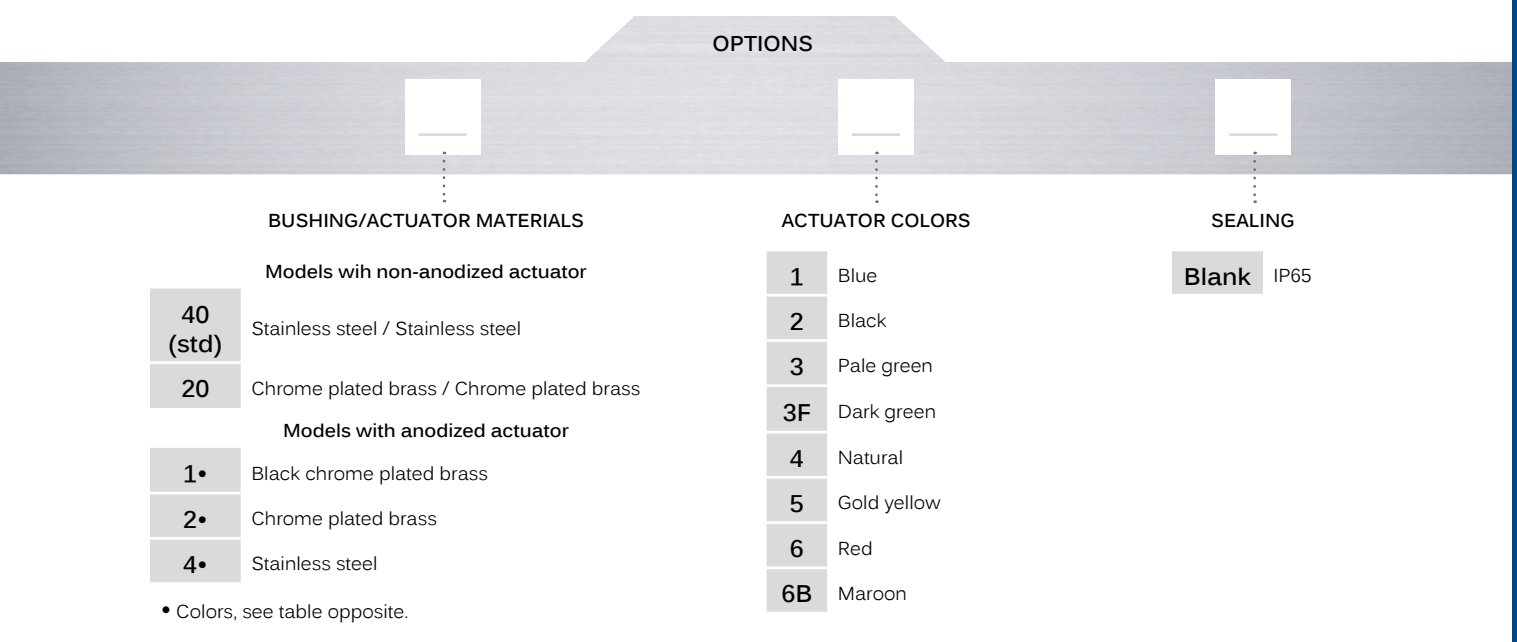 OPTIONS
BUSHING/ACTUATOR MATERIALS
Models wih non-anodized actuator
40 (std) Stainless steel / Stainless steel
20 Chrome plated brass / Chrome plated brass
Models with anodized actuator
1• Black chrome plated brass
2• Chrome plated brass
4• Stainless steel
• Colors, see table opposite.
ACTUATOR COLORS
1 Blue
2 Black
3 Pale green
3F Dark green
4 Natural
5 Gold yellow
6 Red
6B Maroon
SEALING
Blank IP65